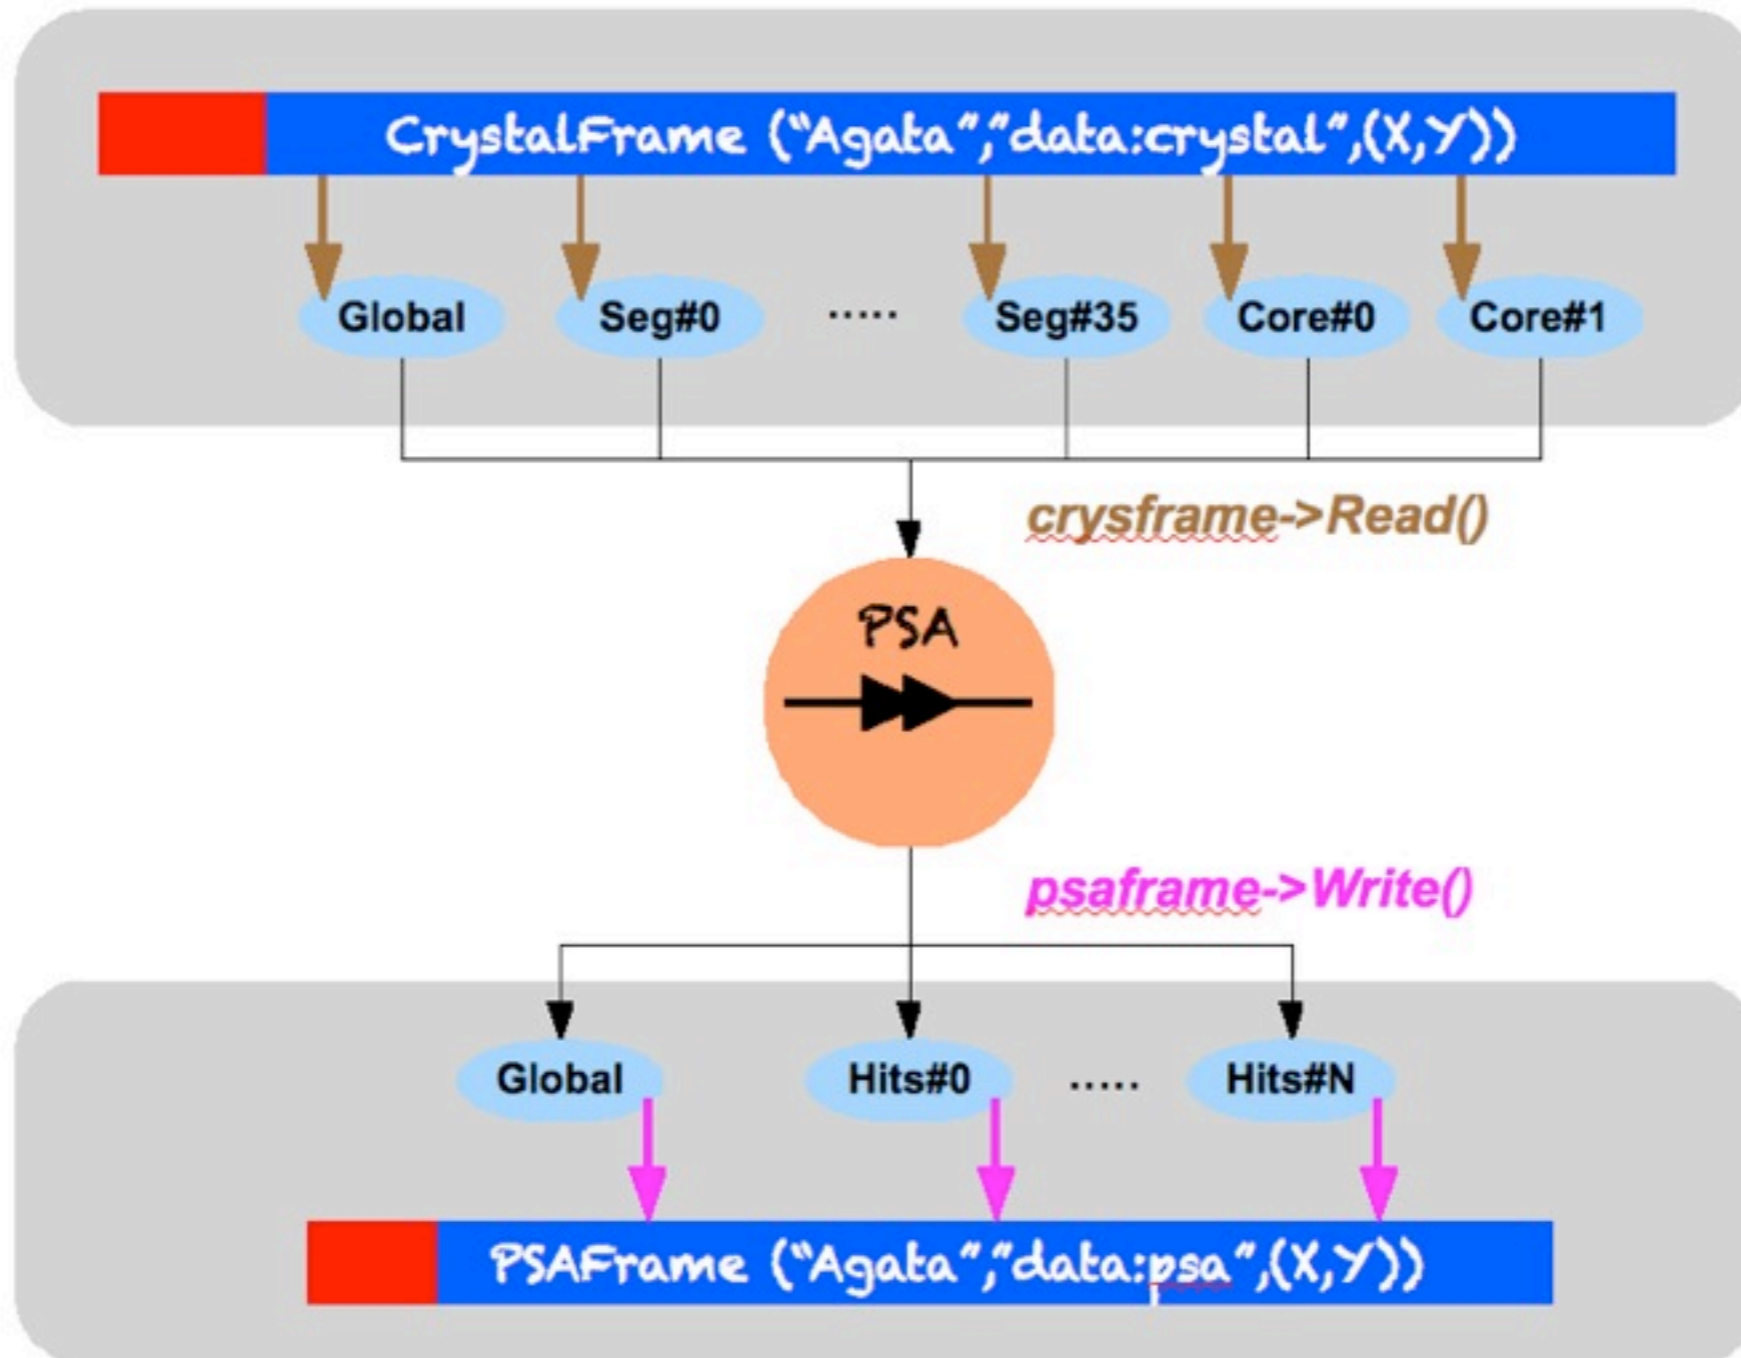 CrystalFrame (“Agata”,”data:crystal”,(X,Y))
Global Seg#0 ..... Seg#35 Core#0 Core#1
crysframe->Read()
PSA
psaframe->Write()
Global Hits#0 ..... Hits#N
PSAFrame (“Agata”,”data:psa”,(X,Y))